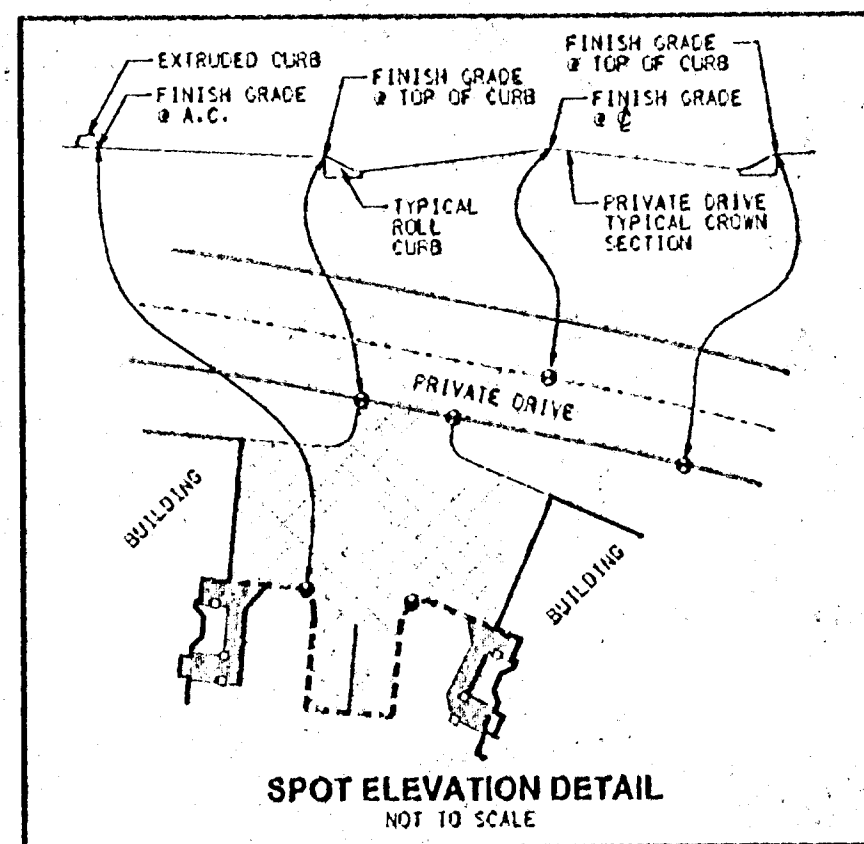 EXTRUDED CURB
FINISH GRADE
@ A.C.
FINISH GRADE
@ TOP OF CURB
FINISH GRADE
@ ℄
FINISH GRADE
@ TOP OF CURB
TYPICAL
ROLL
CURB
PRIVATE DRIVE
TYPICAL CROWN
SECTION
PRIVATE DRIVE
BUILDING
BUILDING
SPOT ELEVATION DETAIL
NOT TO SCALE